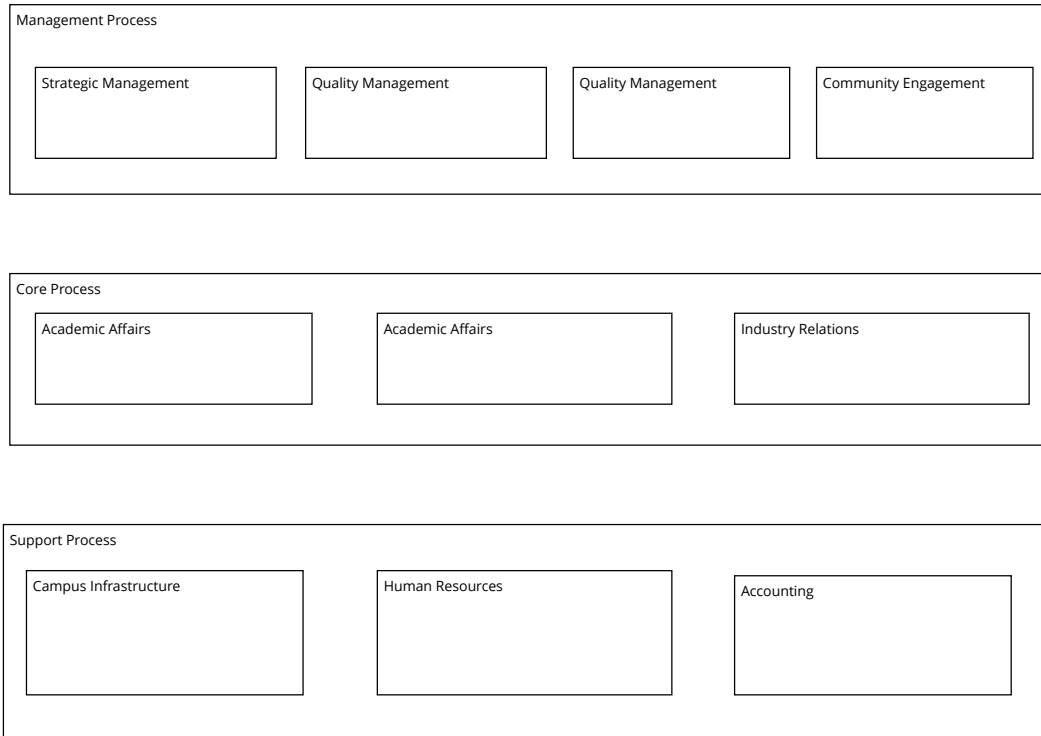 Management Process
Strategic Management
Quality Management
Quality Management
Community Engagement
Core Process
Academic Affairs
Academic Affairs
Industry Relations
Support Process
Campus Infrastructure
Human Resources
Accounting